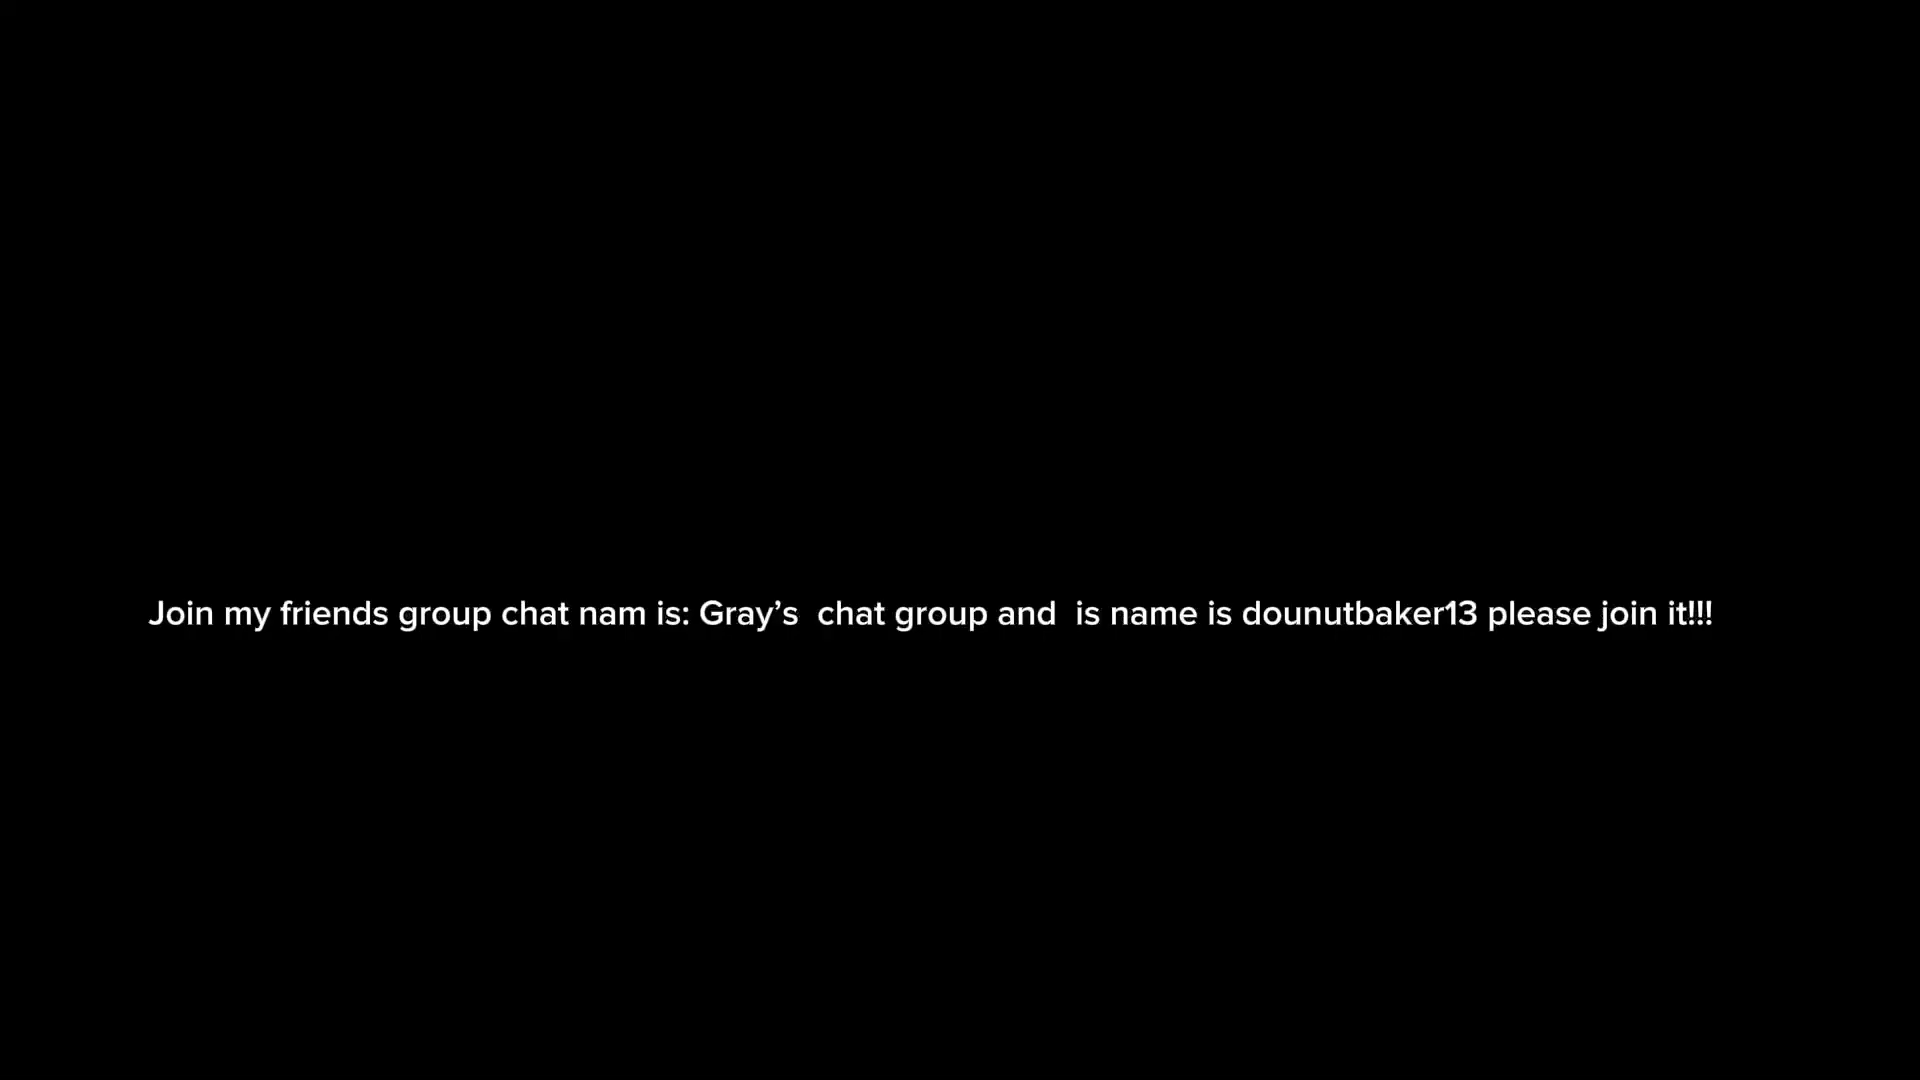 Join my friends group chat nam is: Gray’s  chat group and  is name is dounutbaker13 please join it!!!